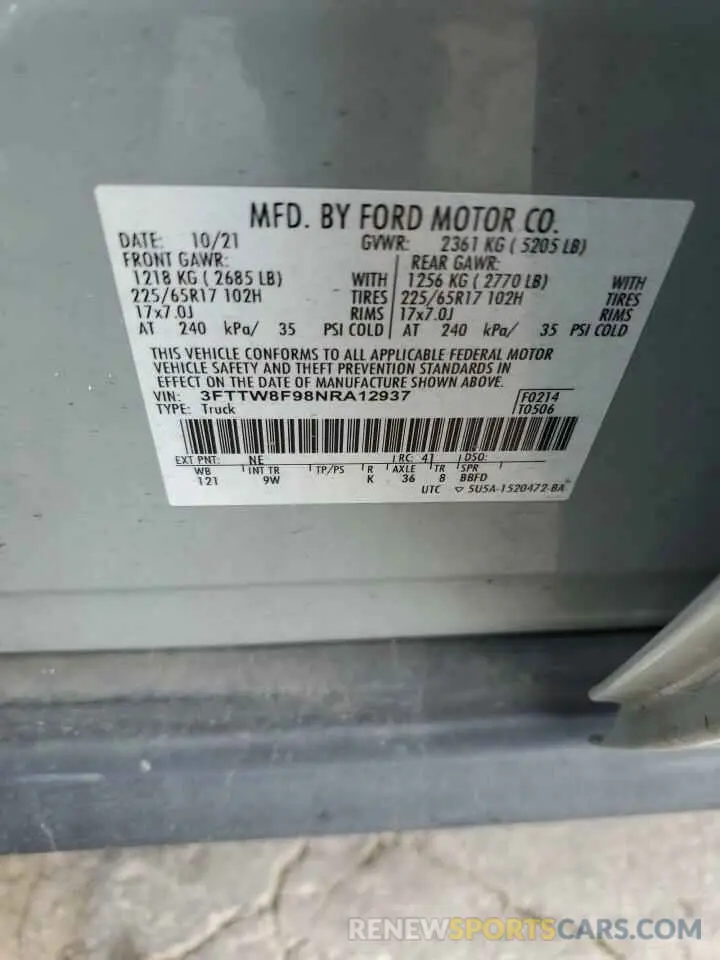 MFD. BY FORD MOTOR CO.
DATE: 10/21 GVWR: 2361 KG ( 5205 LB)
FRONT GAWR: REAR GAWR:
1218 KG ( 2685 LB) WITH 1256 KG ( 2770 LB) WITH
225/65R17 102H TIRES 225/65R17 102H TIRES
17x7.0J RIMS 17x7.0J RIMS
AT 240 kPa/ 35 PSI COLD AT 240 kPa/ 35 PSI COLD
THIS VEHICLE CONFORMS TO ALL APPLICABLE FEDERAL MOTOR
VEHICLE SAFETY AND THEFT PREVENTION STANDARDS IN
EFFECT ON THE DATE OF MANUFACTURE SHOWN ABOVE.
VIN: 3FTTW8F98NRA12937 F0214
TYPE: Truck T0506
EXT PNT: NE RC: 41 DSO:
WB INT TR TP/PS R AXLE TR SPR
121 9W K 36 8 BBFD
UTC ▽ 5U5A-1520472-BA
RENEWSPORTSCARS.COM